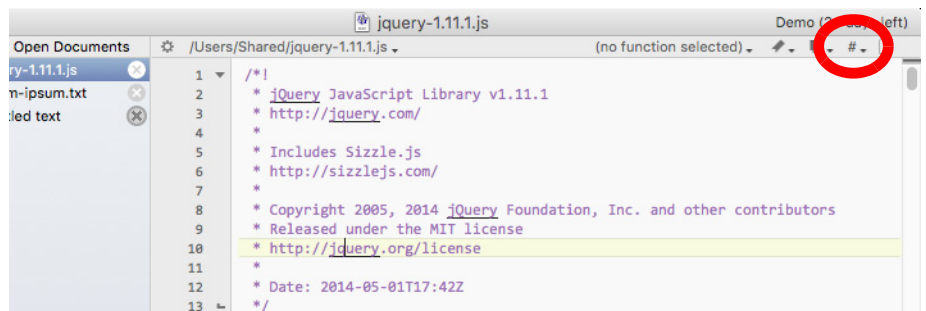 jquery-1.11.1.js
Demo (2 left)
Open Documents
/Users/Shared/jquery-1.11.1.js
(no function selected)
#
ry-1.11.1.js
m-ipsum.txt
tled text
1 /*!
2 * jQuery JavaScript Library v1.11.1
3 * http://jquery.com/
4 *
5 * Includes Sizzle.js
6 * http://sizzlejs.com/
7 *
8 * Copyright 2005, 2014 jQuery Foundation, Inc. and other contributors
9 * Released under the MIT license
10 * http://jquery.org/license
11 *
12 * Date: 2014-05-01T17:42Z
13 */